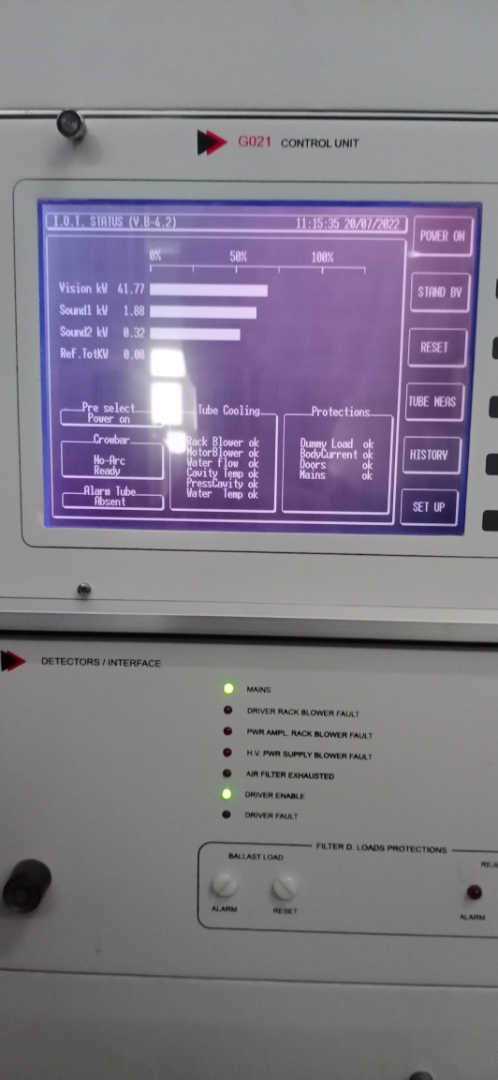 G021 CONTROL UNIT
I.O.T. STATUS (V.B-4.2) 11:15:35 20/07/2022
POWER ON
0% 50% 100%
Vision kW 41.77
STAND BY
Sound1 kW 1.88
Sound2 kW 0.32
RESET
Ref.TotKW 0.00
TUBE MEAS
Pre select
Power on
Tube Cooling
Protections
Crowbar
No-Arc
Ready
Rack Blower ok
MotorBlower ok
Water flow ok
Cavity Temp ok
PressCavity ok
Water Temp ok
Dummy Load ok
BodyCurrent ok
Doors ok
Mains ok
HISTORY
Alarm Tube
Absent
SET UP
DETECTORS / INTERFACE
MAINS
DRIVER RACK BLOWER FAULT
PWR AMPL. RACK BLOWER FAULT
H.V. PWR SUPPLY BLOWER FAULT
AIR FILTER EXHAUSTED
DRIVER ENABLE
DRIVER FAULT
FILTER D. LOADS PROTECTIONS
BALLAST LOAD
ALARM RESET
ALARM